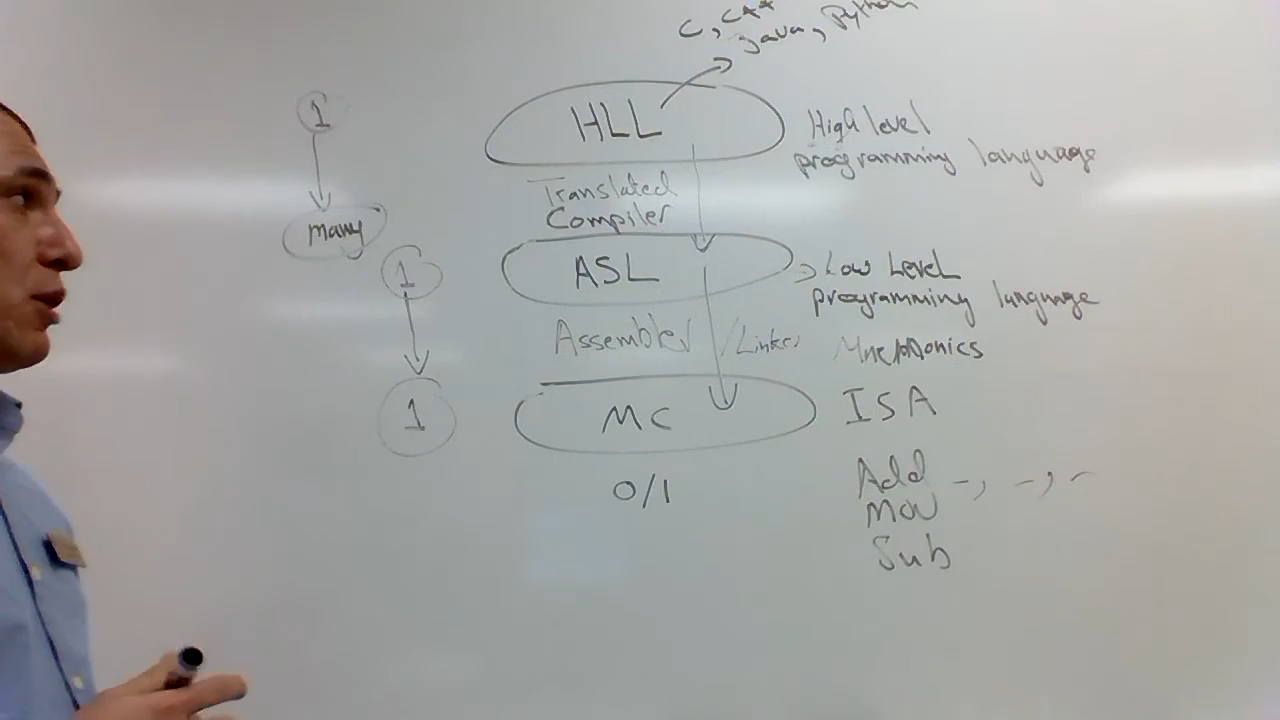 C, C++
Java, Python
1
HLL
High level
programming language
Translated
Compiler
many
1
ASL
Low Level
programming language
Assembler / Linker
Mnemonics
1
MC
ISA
0/1
Add -, -, -
Mov
Sub